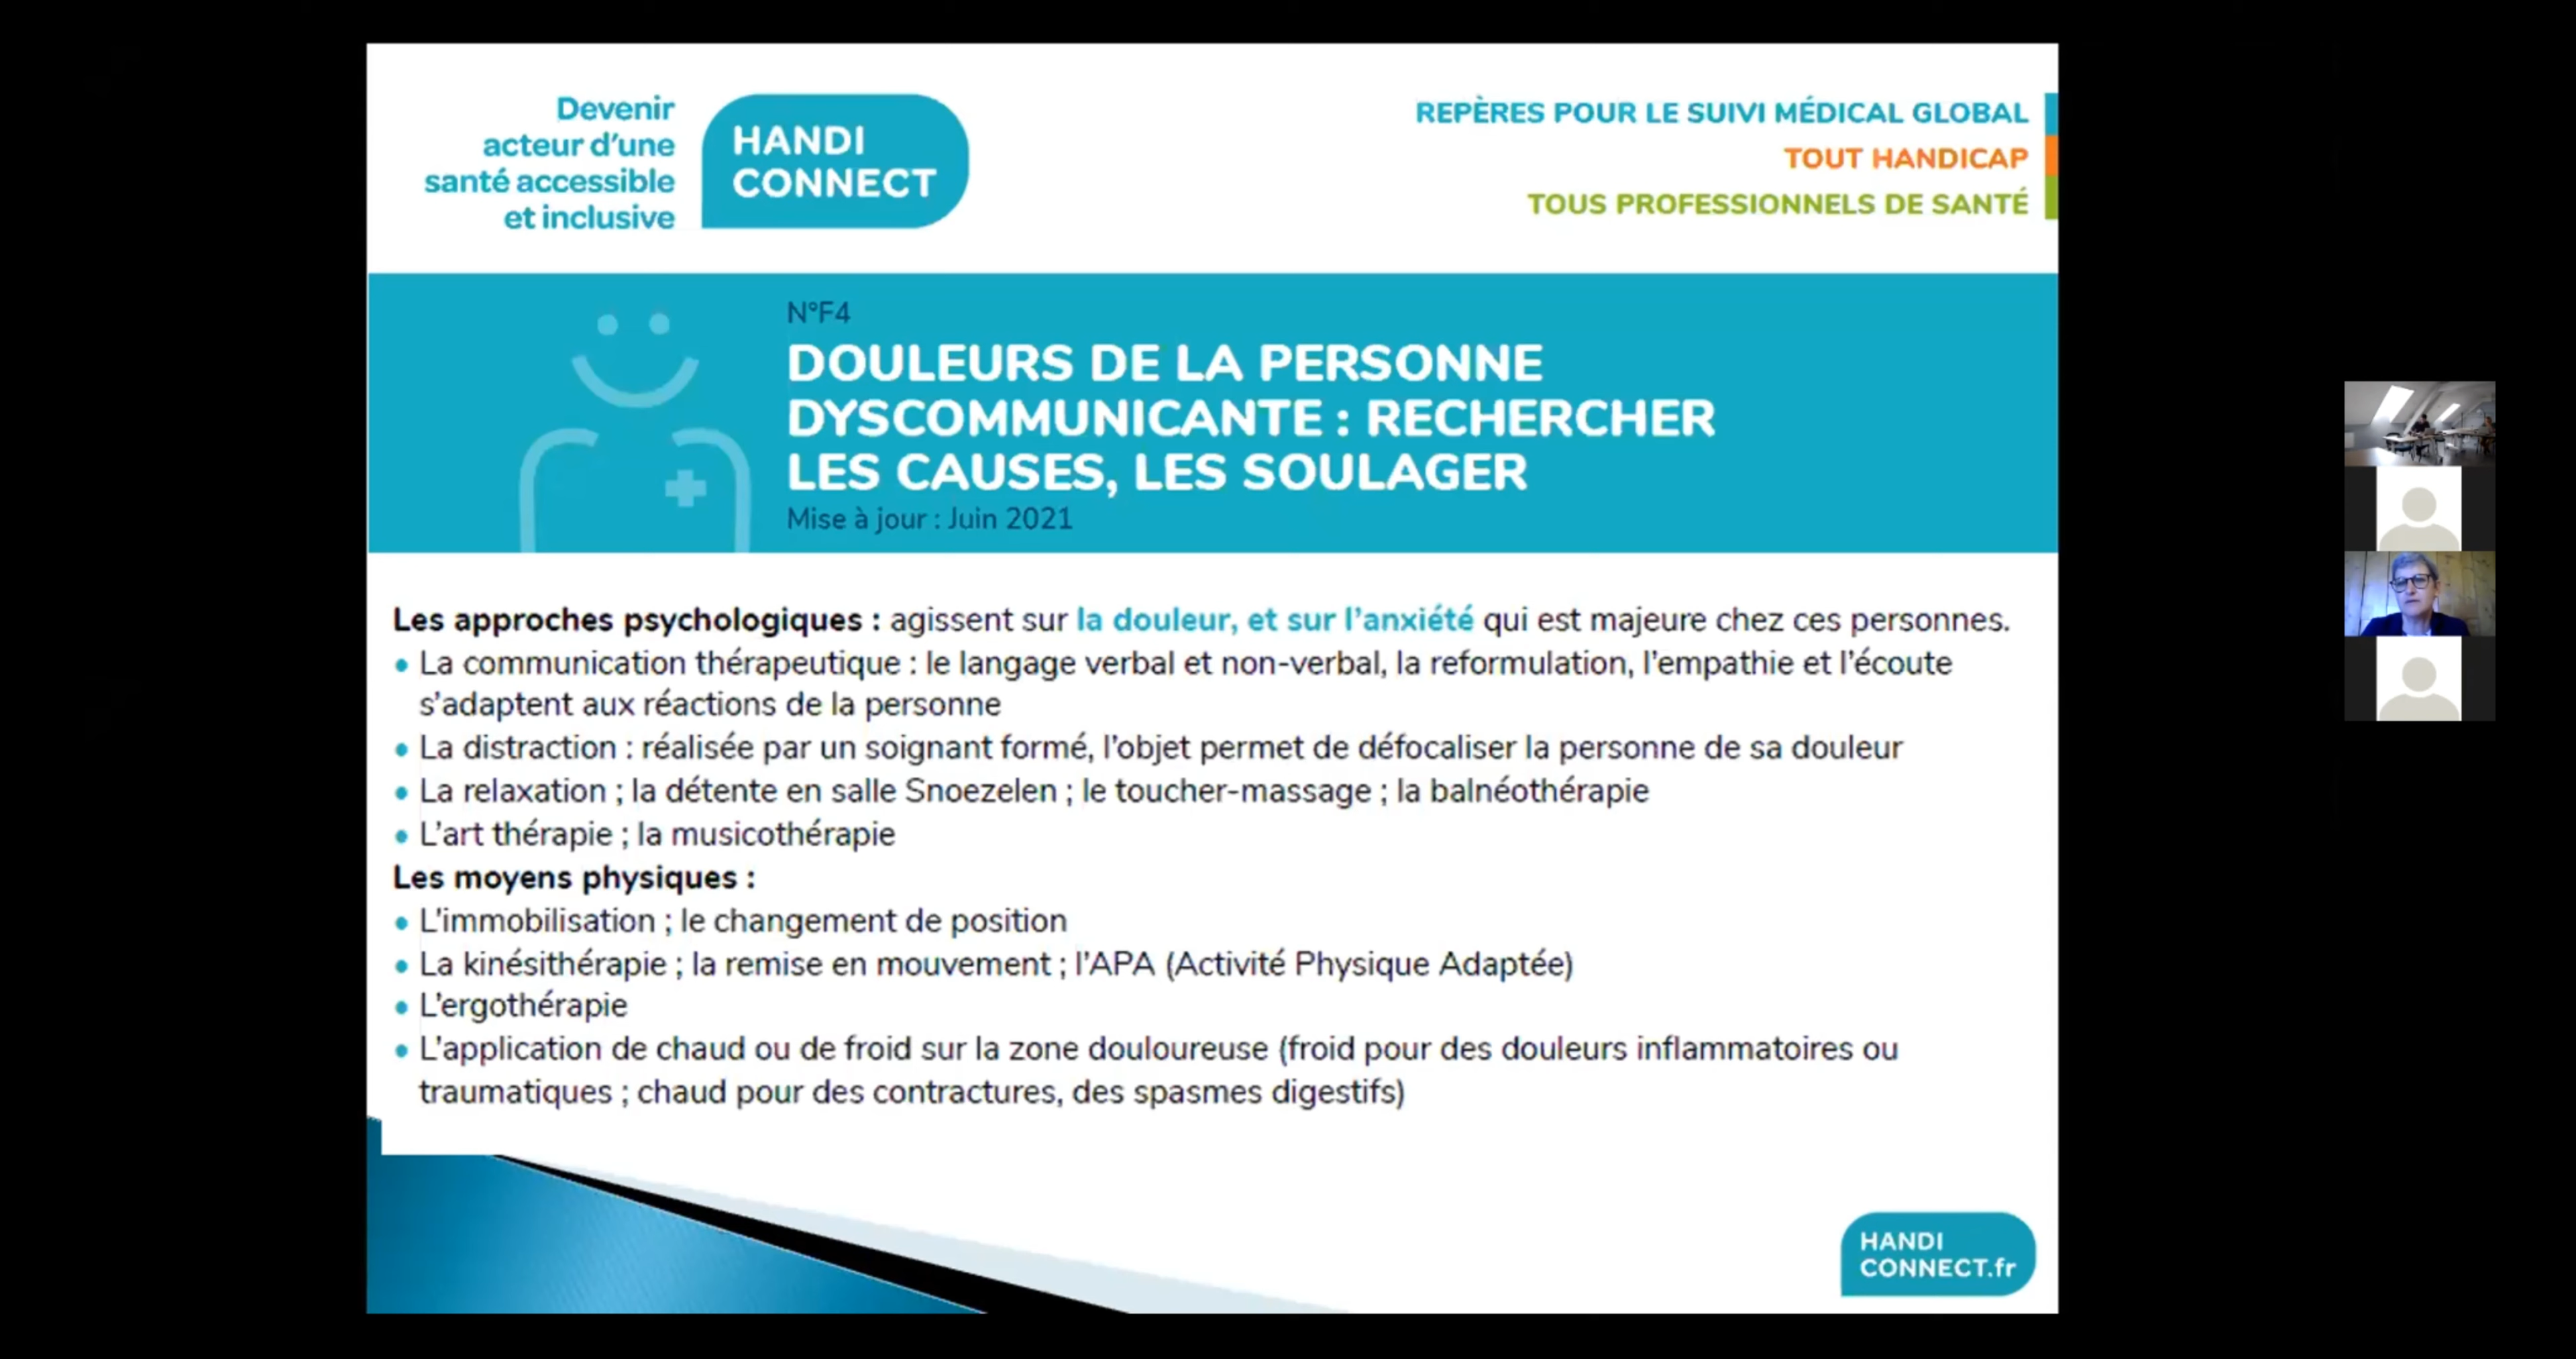 Devenir
acteur d'une
santé accessible
et inclusive
HANDI
CONNECT
REPÈRES POUR LE SUIVI MÉDICAL GLOBAL
TOUT HANDICAP
TOUS PROFESSIONNELS DE SANTÉ
N°F4
DOULEURS DE LA PERSONNE
DYSCOMMUNICANTE : RECHERCHER
LES CAUSES, LES SOULAGER
Mise à jour : Juin 2021
Les approches psychologiques : agissent sur la douleur, et sur l'anxiété qui est majeure chez ces personnes.
• La communication thérapeutique : le langage verbal et non-verbal, la reformulation, l'empathie et l'écoute
s'adaptent aux réactions de la personne
• La distraction : réalisée par un soignant formé, l'objet permet de défocaliser la personne de sa douleur
• La relaxation ; la détente en salle Snoezelen ; le toucher-massage ; la balnéothérapie
• L'art thérapie ; la musicothérapie
Les moyens physiques :
• L'immobilisation ; le changement de position
• La kinésithérapie ; la remise en mouvement ; l'APA (Activité Physique Adaptée)
• L'ergothérapie
• L'application de chaud ou de froid sur la zone douloureuse (froid pour des douleurs inflammatoires ou
traumatiques ; chaud pour des contractures, des spasmes digestifs)
HANDI
CONNECT.fr